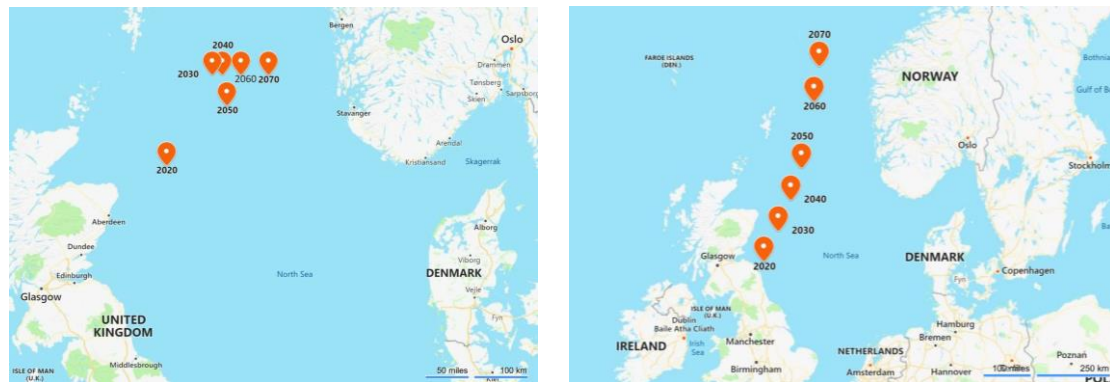 Bergen
Oslo
2040
Drammen
2030
2060
2070
Tønsberg
Sarpsborg
Skien
2050
Stavanger
Arendal
Kristiansand
Skagerrak
2020
Aberdeen
Alborg
Dundee
Viborg
North Sea
DENMARK
Edinburgh
Vejle
Glasgow
Fyn
UNITED
KINGDOM
Middlesbrough
ISLE OF MAN
(U.K.)
50 miles
100 km
2070
FAROE ISLANDS
(DEN.)
Bothnia
NORWAY
Gulf of Bo
2060
2050
Oslo
Stockholm
2040
2030
Glasgow
2020
North Sea
DENMARK
Fyn
Copenhagen
ISLE OF MAN
(U.K.)
Dublin
Baile Átha Cliath
Hamburg
IRELAND
Irish
Sea
Manchester
Bremen
NETHERLANDS
Poznań
Birmingham
Amsterdam
Hannover
250 km